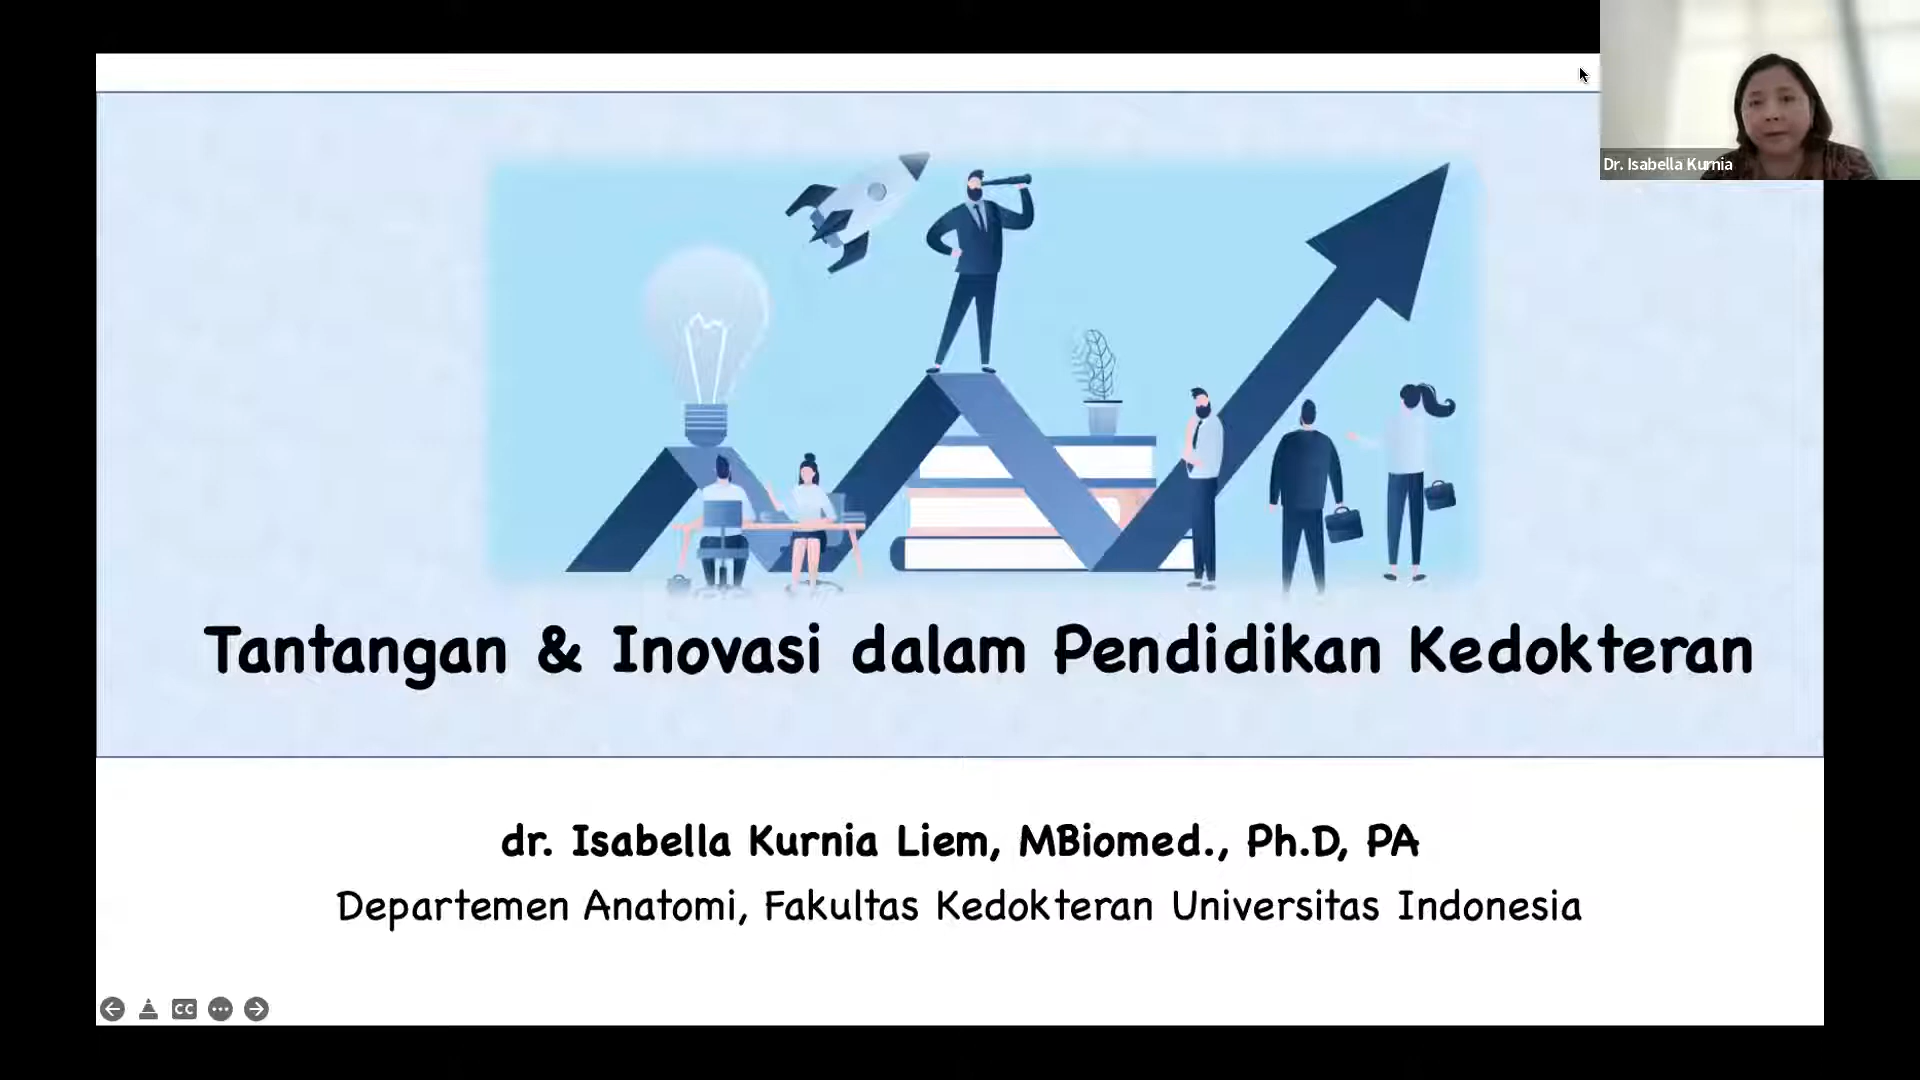 Dr. Isabella Kurnia
Tantangan & Inovasi dalam Pendidikan Kedokteran
dr. Isabella Kurnia Liem, MBiomed., Ph.D, PA
Departemen Anatomi, Fakultas Kedokteran Universitas Indonesia
CC